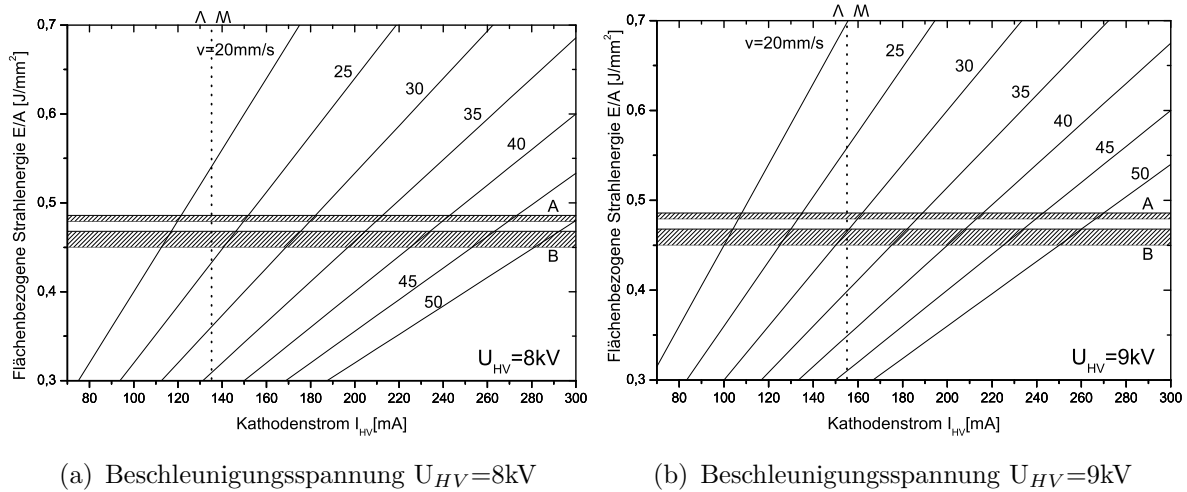 Λ ΛΛ
v=20mm/s
25
30
35
40
45
50
A
B
U_HV=8kV
0,7
0,6
0,5
0,4
0,3
80 100 120 140 160 180 200 220 240 260 280 300
Flächenbezogene Strahlenergie E/A [J/mm²]
Kathodenstrom I_HV[mA]
(a) Beschleunigungsspannung U_HV=8kV
Λ ΛΛ
v=20mm/s
25
30
35
40
45
50
A
B
U_HV=9kV
0,7
0,6
0,5
0,4
0,3
80 100 120 140 160 180 200 220 240 260 280 300
Flächenbezogene Strahlenergie E/A [J/mm²]
Kathodenstrom I_HV[mA]
(b) Beschleunigungsspannung U_HV=9kV